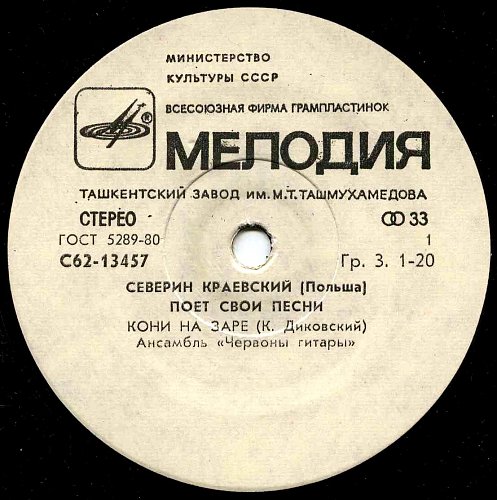 МИНИСТЕРСТВО
КУЛЬТУРЫ СССР
ВСЕСОЮЗНАЯ ФИРМА ГРАМПЛАСТИНОК
®
МЕЛОДИЯ
ТАШКЕНТСКИЙ ЗАВОД ИМ. М.Т. ТАШМУХАМЕДОВА
СТЕРЕО 33
ГОСТ 5289-80 1
С62-13457 Гр. 3. 1-20
СЕВЕРИН КРАЕВСКИЙ (Польша)
ПОЕТ СВОИ ПЕСНИ
КОНИ НА ЗАРЕ (К. Диковский)
Ансамбль «Червоны гитары»